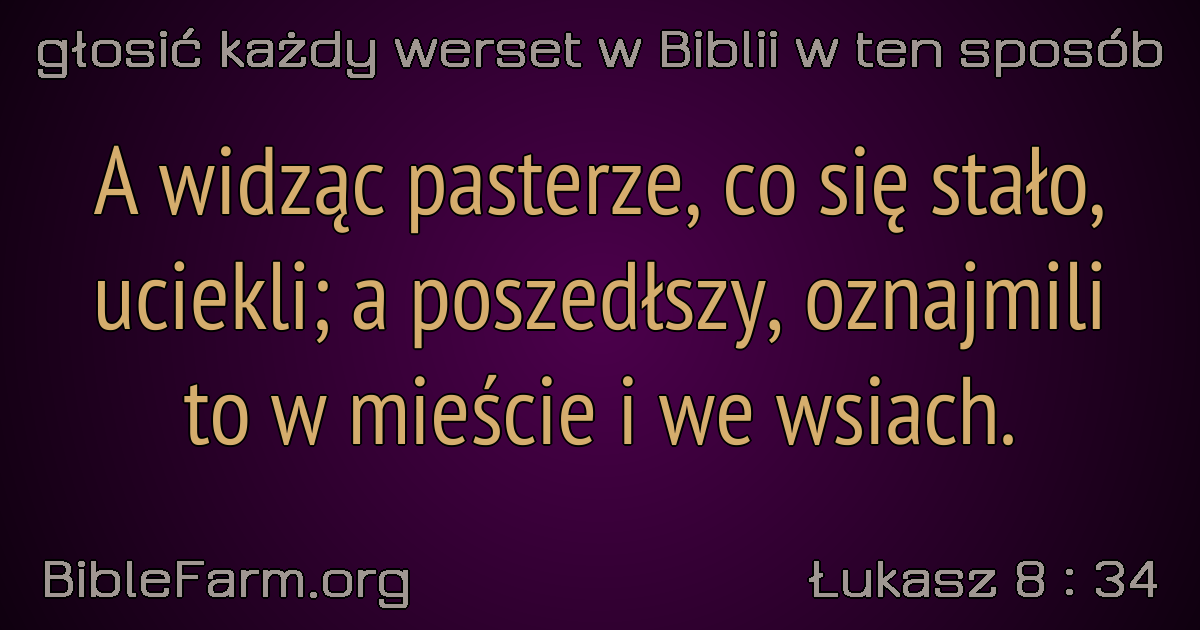 głosić każdy werset w Biblii w ten sposób
A widząc pasterze, co się stało,
uciekli; a poszedłszy, oznajmili
to w mieście i we wsiach.
BibleFarm.org
Łukasz 8 : 34